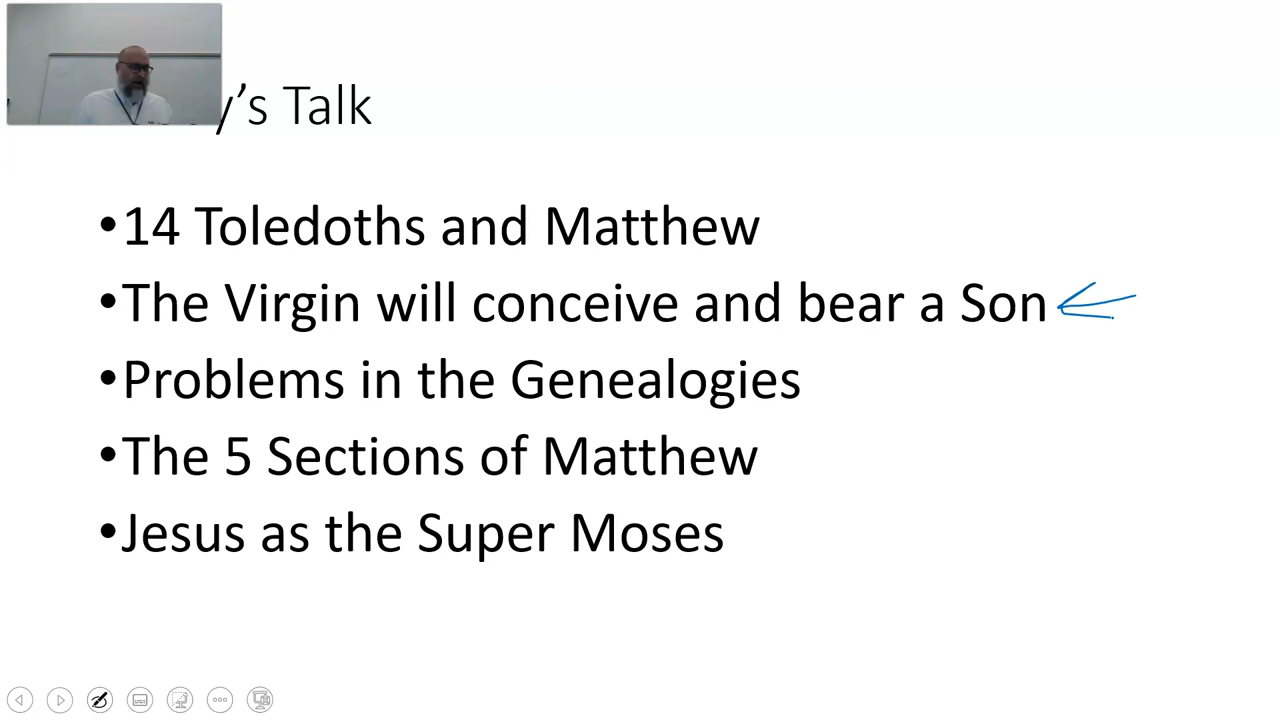 's Talk
•14 Toledoths and Matthew
•The Virgin will conceive and bear a Son
•Problems in the Genealogies
•The 5 Sections of Matthew
•Jesus as the Super Moses